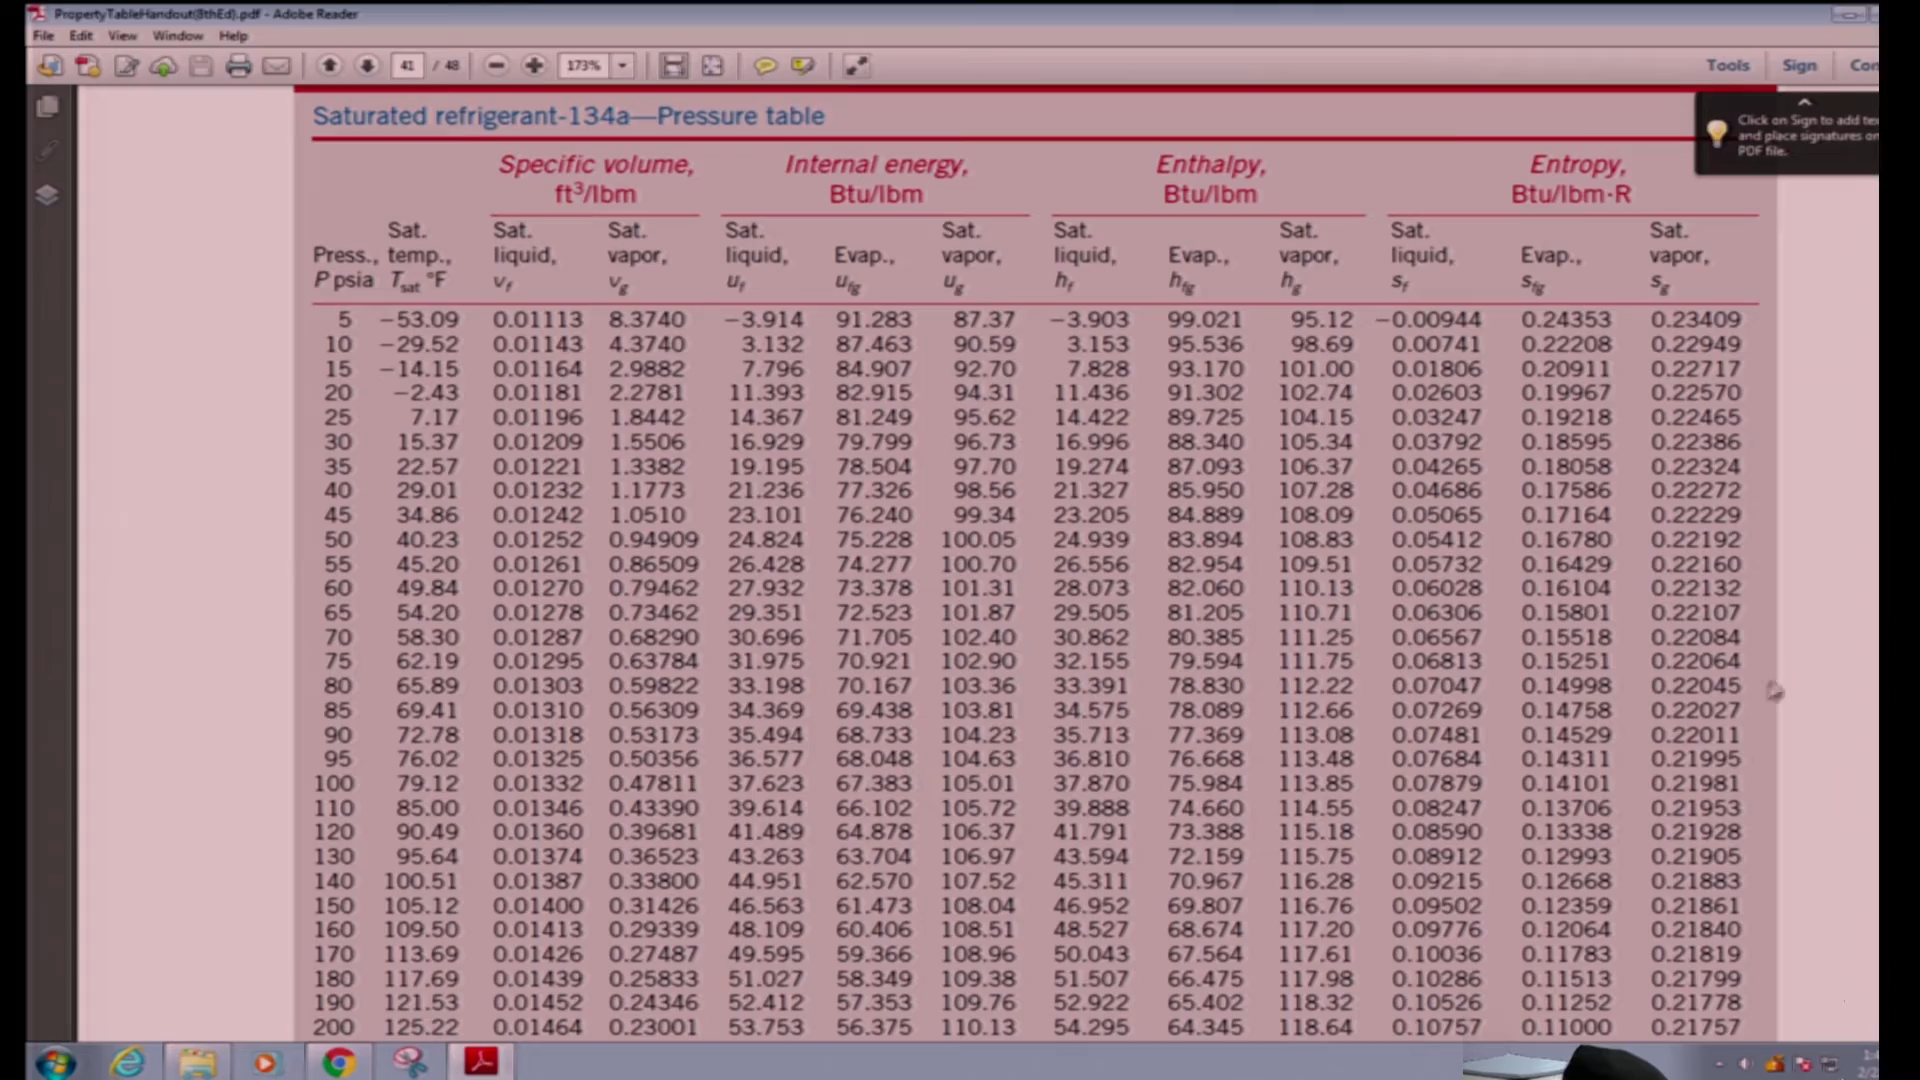 PropertyTableHandout(8thEd).pdf - Adobe Reader
File Edit View Window Help
41 / 48 173% Tools Sign
Saturated refrigerant-134a—Pressure table
Click on Sign to add
and place signatures
PDF file.
Specific volume, Internal energy, Enthalpy, Entropy,
ft³/lbm Btu/lbm Btu/lbm Btu/lbm·R
Sat. Sat. Sat. Sat. Sat. Sat. Sat. Sat. Sat.
Press., temp., liquid, vapor, liquid, Evap., vapor, liquid, Evap., vapor, liquid, Evap., vapor,
P psia Tsat °F vf vg uf ufg ug hf hfg hg sf sfg sg
5 −53.09 0.01113 8.3740 −3.914 91.283 87.37 −3.903 99.021 95.12 −0.00944 0.24353 0.23409
10 −29.52 0.01143 4.3740 3.132 87.463 90.59 3.153 95.536 98.69 0.00741 0.22208 0.22949
15 −14.15 0.01164 2.9882 7.796 84.907 92.70 7.828 93.170 101.00 0.01806 0.20911 0.22717
20 −2.43 0.01181 2.2781 11.393 82.915 94.31 11.436 91.302 102.74 0.02603 0.19967 0.22570
25 7.17 0.01196 1.8442 14.367 81.249 95.62 14.422 89.725 104.15 0.03247 0.19218 0.22465
30 15.37 0.01209 1.5506 16.929 79.799 96.73 16.996 88.340 105.34 0.03792 0.18595 0.22386
35 22.57 0.01221 1.3382 19.195 78.504 97.70 19.274 87.093 106.37 0.04265 0.18058 0.22324
40 29.01 0.01232 1.1773 21.236 77.326 98.56 21.327 85.950 107.28 0.04686 0.17586 0.22272
45 34.86 0.01242 1.0510 23.101 76.240 99.34 23.205 84.889 108.09 0.05065 0.17164 0.22229
50 40.23 0.01252 0.94909 24.824 75.228 100.05 24.939 83.894 108.83 0.05412 0.16780 0.22192
55 45.20 0.01261 0.86509 26.428 74.277 100.70 26.556 82.954 109.51 0.05732 0.16429 0.22160
60 49.84 0.01270 0.79462 27.932 73.378 101.31 28.073 82.060 110.13 0.06028 0.16104 0.22132
65 54.20 0.01278 0.73462 29.351 72.523 101.87 29.505 81.205 110.71 0.06306 0.15801 0.22107
70 58.30 0.01287 0.68290 30.696 71.705 102.40 30.862 80.385 111.25 0.06567 0.15518 0.22084
75 62.19 0.01295 0.63784 31.975 70.921 102.90 32.155 79.594 111.75 0.06813 0.15251 0.22064
80 65.89 0.01303 0.59822 33.198 70.167 103.36 33.391 78.830 112.22 0.07047 0.14998 0.22045
85 69.41 0.01310 0.56309 34.369 69.438 103.81 34.575 78.089 112.66 0.07269 0.14758 0.22027
90 72.78 0.01318 0.53173 35.494 68.733 104.23 35.713 77.369 113.08 0.07481 0.14529 0.22011
95 76.02 0.01325 0.50356 36.577 68.048 104.63 36.810 76.668 113.48 0.07684 0.14311 0.21995
100 79.12 0.01332 0.47811 37.623 67.383 105.01 37.870 75.984 113.85 0.07879 0.14101 0.21981
110 85.00 0.01346 0.43390 39.614 66.102 105.72 39.888 74.660 114.55 0.08247 0.13706 0.21953
120 90.49 0.01360 0.39681 41.489 64.878 106.37 41.791 73.388 115.18 0.08590 0.13338 0.21928
130 95.64 0.01374 0.36523 43.263 63.704 106.97 43.594 72.159 115.75 0.08912 0.12993 0.21905
140 100.51 0.01387 0.33800 44.951 62.570 107.52 45.311 70.967 116.28 0.09215 0.12668 0.21883
150 105.12 0.01400 0.31426 46.563 61.473 108.04 46.952 69.807 116.76 0.09502 0.12359 0.21861
160 109.50 0.01413 0.29339 48.109 60.406 108.51 48.527 68.674 117.20 0.09776 0.12064 0.21840
170 113.69 0.01426 0.27487 49.595 59.366 108.96 50.043 67.564 117.61 0.10036 0.11783 0.21819
180 117.69 0.01439 0.25833 51.027 58.349 109.38 51.507 66.475 117.98 0.10286 0.11513 0.21799
190 121.53 0.01452 0.24346 52.412 57.353 109.76 52.922 65.402 118.32 0.10526 0.11252 0.21778
200 125.22 0.01464 0.23001 53.753 56.375 110.13 54.295 64.345 118.64 0.10757 0.11000 0.21757